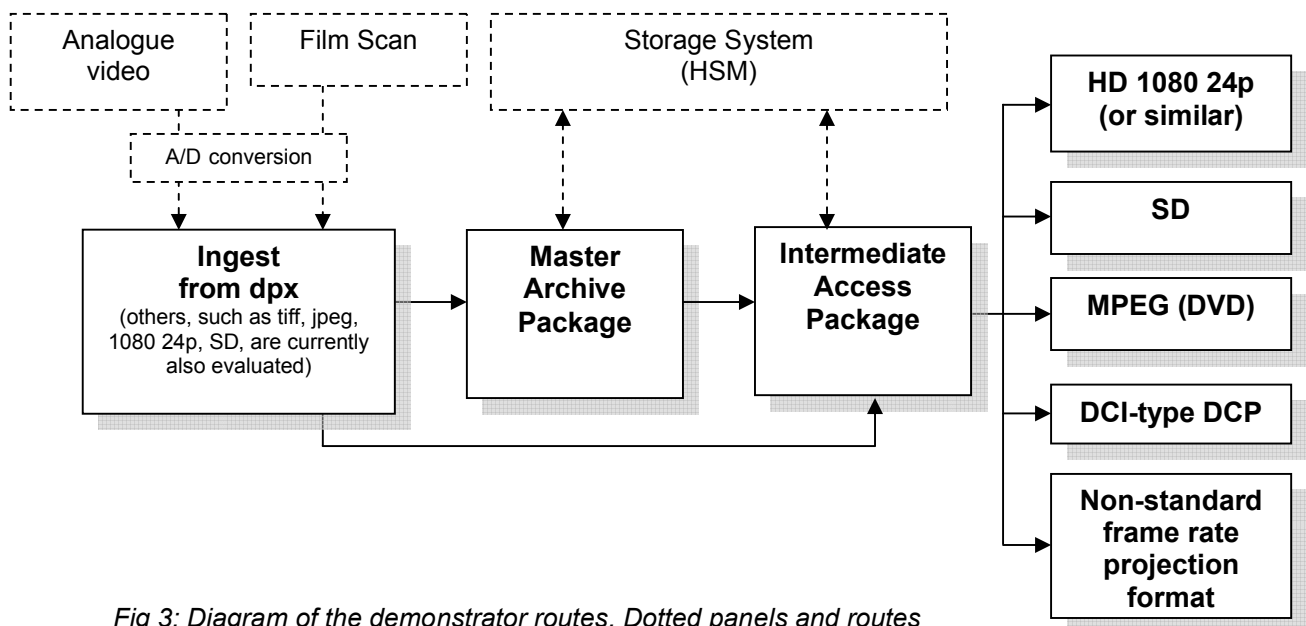 Analogue
video
Film Scan
Storage System
(HSM)
A/D conversion
Ingest
from dpx
(others, such as tiff, jpeg,
1080 24p, SD, are currently
also evaluated)
Master
Archive
Package
Intermediate
Access
Package
HD 1080 24p
(or similar)
SD
MPEG (DVD)
DCI-type DCP
Non-standard
frame rate
projection
format
Fig 3: Diagram of the demonstrator routes. Dotted panels and routes